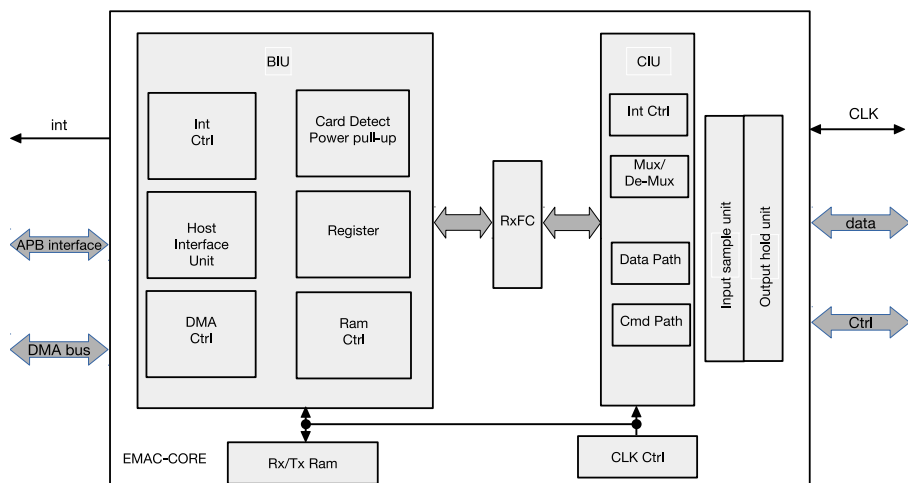 BIU
CIU
Int
Ctrl
Card Detect
Power pull-up
Int Ctrl
int
CLK
Mux/
De-Mux
Host
Interface
Unit
Register
RxFC
APB interface
data
Data Path
Input sample unit
Output hold unit
DMA
Ctrl
Ram
Ctrl
Cmd Path
DMA bus
Ctrl
EMAC-CORE
Rx/Tx Ram
CLK Ctrl